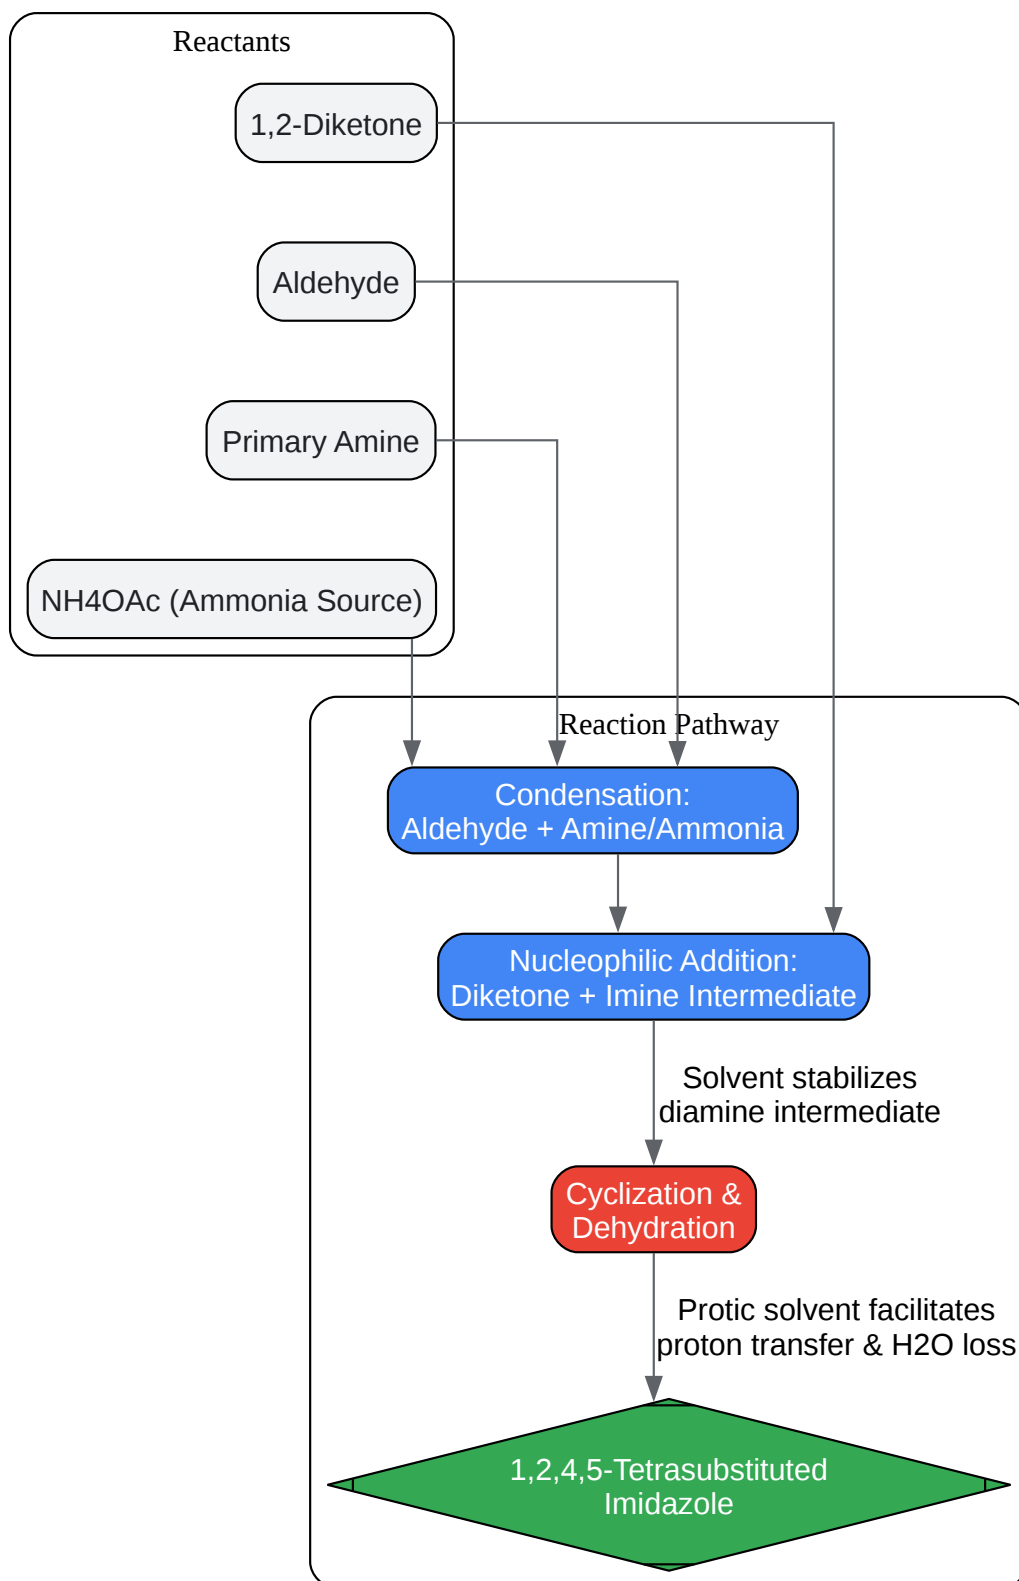 Reactants
1,2-Diketone
Aldehyde
Primary Amine
NH4OAc (Ammonia Source)
Reaction Pathway
Condensation:
Aldehyde + Amine/Ammonia
Nucleophilic Addition:
Diketone + Imine Intermediate
Solvent stabilizes
diamine intermediate
Cyclization &
Dehydration
Protic solvent facilitates
proton transfer & H2O loss
1,2,4,5-Tetrasubstituted
Imidazole